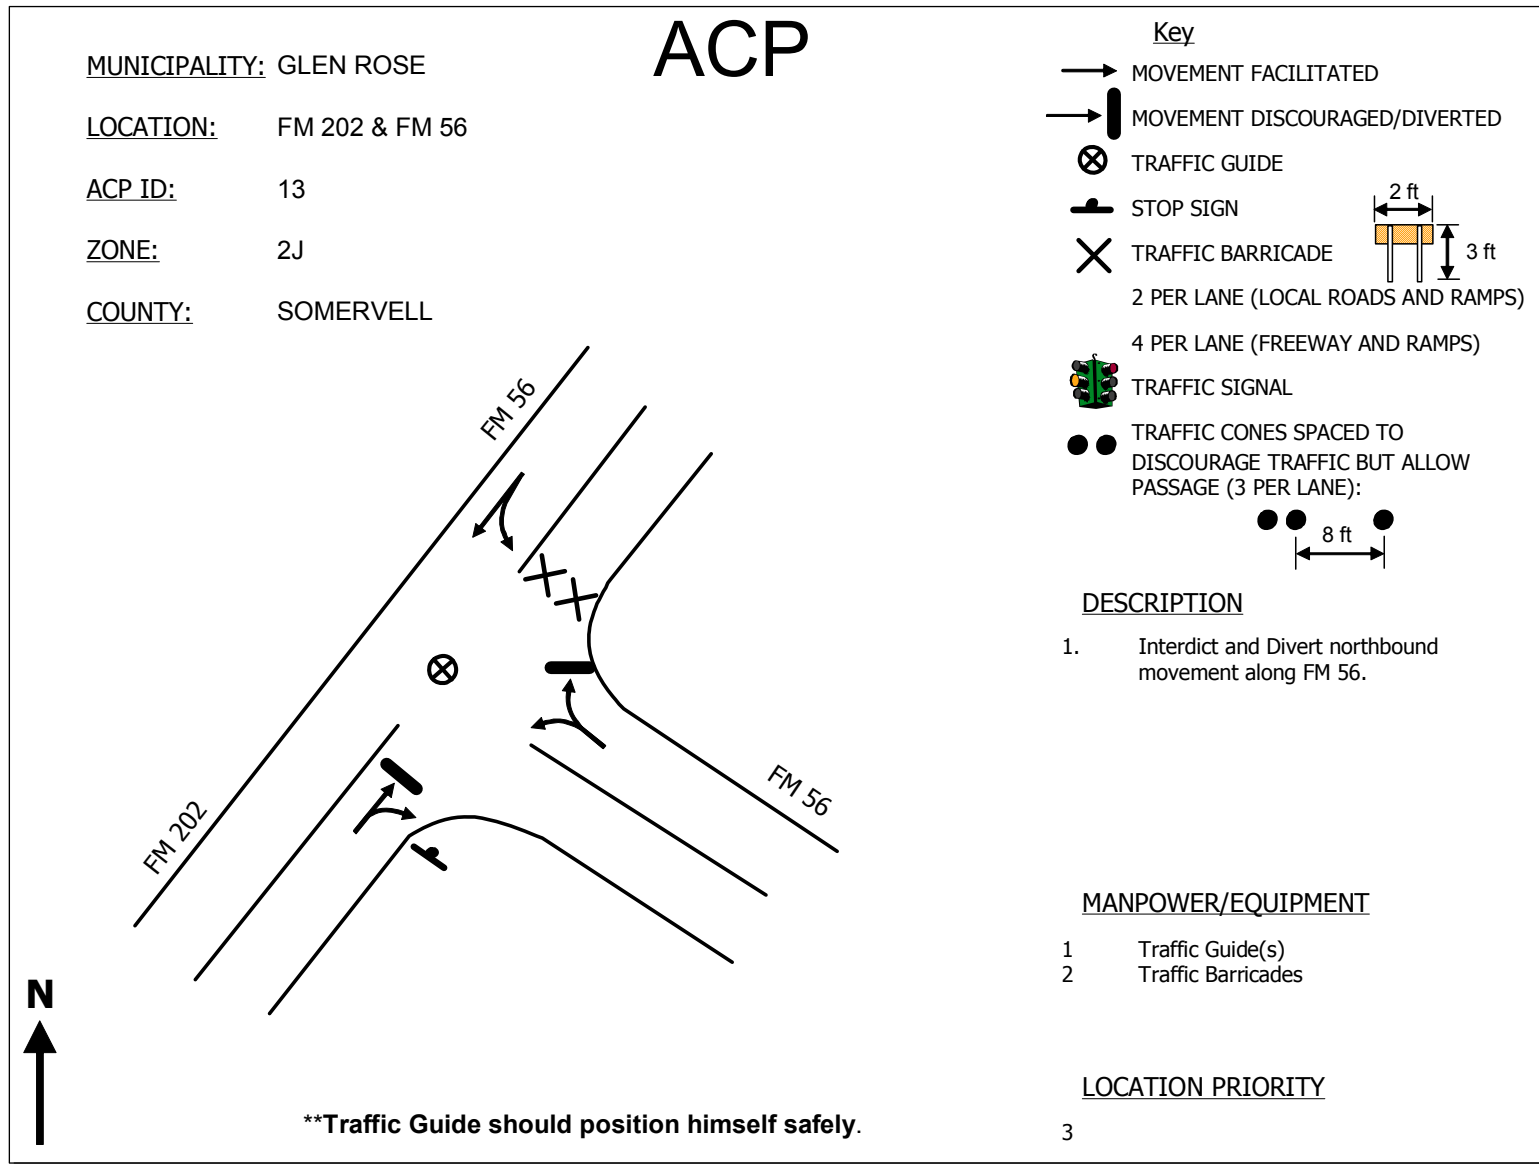 ACP
MUNICIPALITY: GLEN ROSE
LOCATION: FM 202 & FM 56
ACP ID: 13
ZONE: 2J
COUNTY: SOMERVELL
Key
MOVEMENT FACILITATED
MOVEMENT DISCOURAGED/DIVERTED
TRAFFIC GUIDE
STOP SIGN
TRAFFIC BARRICADE
2 ft
3 ft
2 PER LANE (LOCAL ROADS AND RAMPS)
4 PER LANE (FREEWAY AND RAMPS)
TRAFFIC SIGNAL
TRAFFIC CONES SPACED TO
DISCOURAGE TRAFFIC BUT ALLOW
PASSAGE (3 PER LANE):
8 ft
FM 56
FM 56
FM 202
DESCRIPTION
1. Interdict and Divert northbound
movement along FM 56.
MANPOWER/EQUIPMENT
1 Traffic Guide(s)
2 Traffic Barricades
LOCATION PRIORITY
3
N
**Traffic Guide should position himself safely.